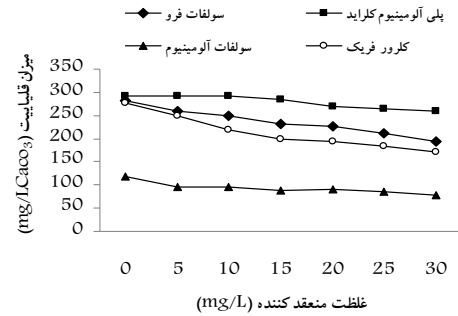 پلی آلومینیوم کلراید
سولفات فرو
کلرور فریک
سولفات آلومینیوم
میزان قلیاییت (mg/LCaco3)
350
300
250
200
150
100
50
0
0 5 10 15 20 25 30
غلظت منعقد کننده (mg/L)